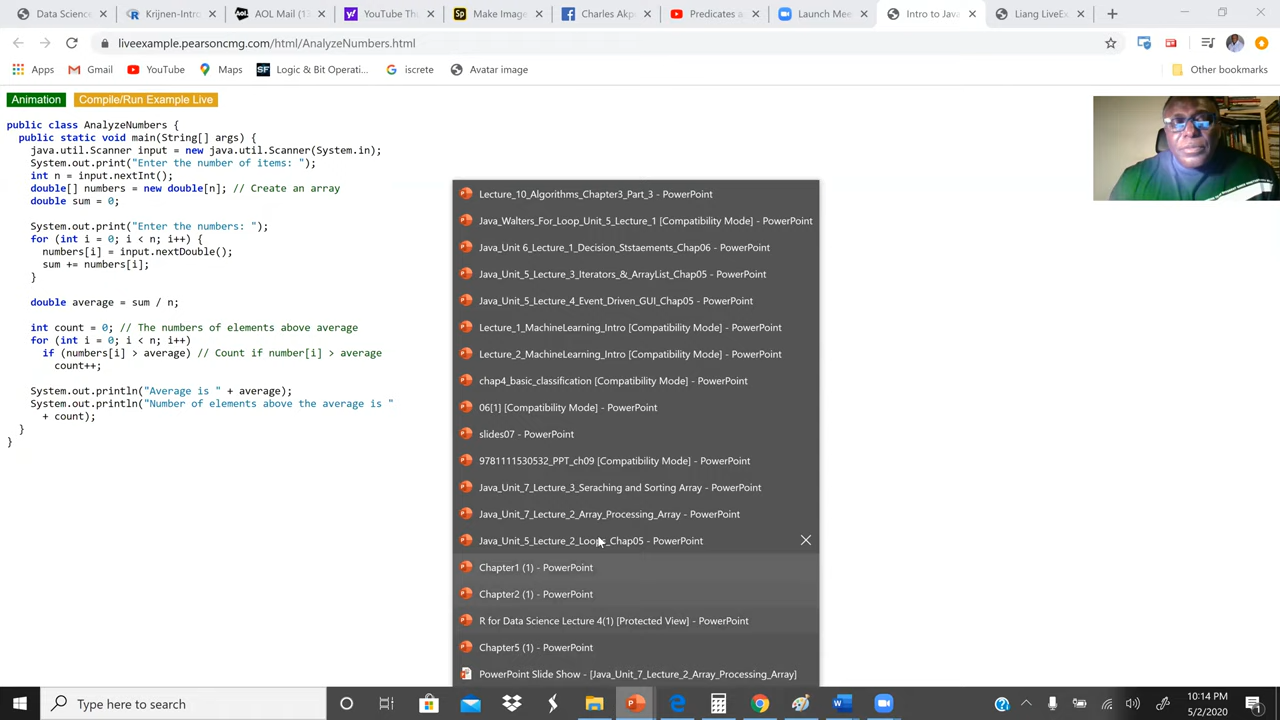 Data Science
Krijnen-Intro
AOL Mail (13
YouTube Th
Make Image
Charles Akp
Predicates a
Launch Mee
Intro to Java
Liang LiveEx
liveexample.pearsoncmg.com/html/AnalyzeNumbers.html
Apps
Gmail
YouTube
Maps
SF
Logic & Bit Operati...
iscrete
Avatar image
Other bookmarks
Animation
Compile/Run Example Live
public class AnalyzeNumbers {
public static void main(String[] args) {
java.util.Scanner input = new java.util.Scanner(System.in);
System.out.print("Enter the number of items: ");
int n = input.nextInt();
double[] numbers = new double[n]; // Create an array
double sum = 0;
System.out.print("Enter the numbers: ");
for (int i = 0; i < n; i++) {
numbers[i] = input.nextDouble();
sum += numbers[i];
}
double average = sum / n;
int count = 0; // The numbers of elements above average
for (int i = 0; i < n; i++)
if (numbers[i] > average) // Count if number[i] > average
count++;
System.out.println("Average is " + average);
System.out.println("Number of elements above the average is "
+ count);
}
}
Lecture_10_Algorithms_Chapter3_Part_3 - PowerPoint
Java_Walters_For_Loop_Unit_5_Lecture_1 [Compatibility Mode] - PowerPoint
Java_Unit 6_Lecture_1_Decision_Ststaements_Chap06 - PowerPoint
Java_Unit_5_Lecture_3_Iterators_&_ArrayList_Chap05 - PowerPoint
Java_Unit_5_Lecture_4_Event_Driven_GUI_Chap05 - PowerPoint
Lecture_1_MachineLearning_Intro [Compatibility Mode] - PowerPoint
Lecture_2_MachineLearning_Intro [Compatibility Mode] - PowerPoint
chap4_basic_classification [Compatibility Mode] - PowerPoint
06[1] [Compatibility Mode] - PowerPoint
slides07 - PowerPoint
9781111530532_PPT_ch09 [Compatibility Mode] - PowerPoint
Java_Unit_7_Lecture_3_Seraching and Sorting Array - PowerPoint
Java_Unit_7_Lecture_2_Array_Processing_Array - PowerPoint
Java_Unit_5_Lecture_2_Loops_Chap05 - PowerPoint
Chapter1 (1) - PowerPoint
Chapter2 (1) - PowerPoint
R for Data Science Lecture 4(1) [Protected View] - PowerPoint
Chapter5 (1) - PowerPoint
PowerPoint Slide Show - [Java_Unit_7_Lecture_2_Array_Processing_Array]
Type here to search
10:14 PM
5/2/2020